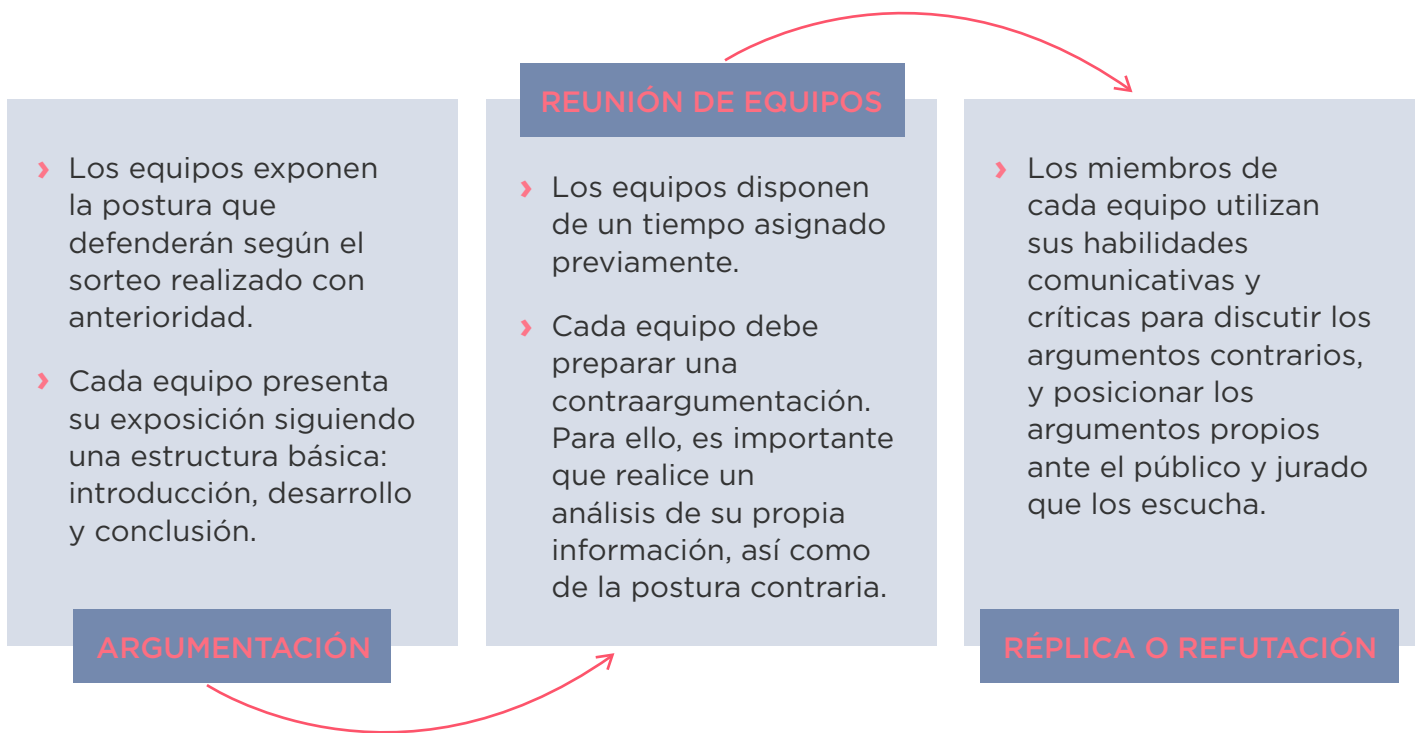 › Los equipos exponen
la postura que
defenderán según el
sorteo realizado con
anterioridad.
› Cada equipo presenta
su exposición siguiendo
una estructura básica:
introducción, desarrollo
y conclusión.
ARGUMENTACIÓN
REUNIÓN DE EQUIPOS
› Los equipos disponen
de un tiempo asignado
previamente.
› Cada equipo debe
preparar una
contraargumentación.
Para ello, es importante
que realice un
análisis de su propia
información, así como
de la postura contraria.
› Los miembros de
cada equipo utilizan
sus habilidades
comunicativas y
críticas para discutir los
argumentos contrarios,
y posicionar los
argumentos propios
ante el público y jurado
que los escucha.
RÉPLICA O REFUTACIÓN